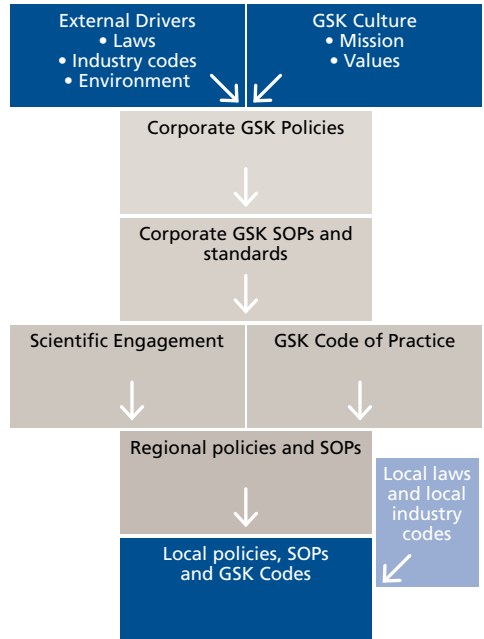 External Drivers
• Laws
• Industry codes
• Environment
GSK Culture
• Mission
• Values
Corporate GSK Policies
Corporate GSK SOPs and
standards
Scientific Engagement
GSK Code of Practice
Regional policies and SOPs
Local laws
and local
industry
codes
Local policies, SOPs
and GSK Codes